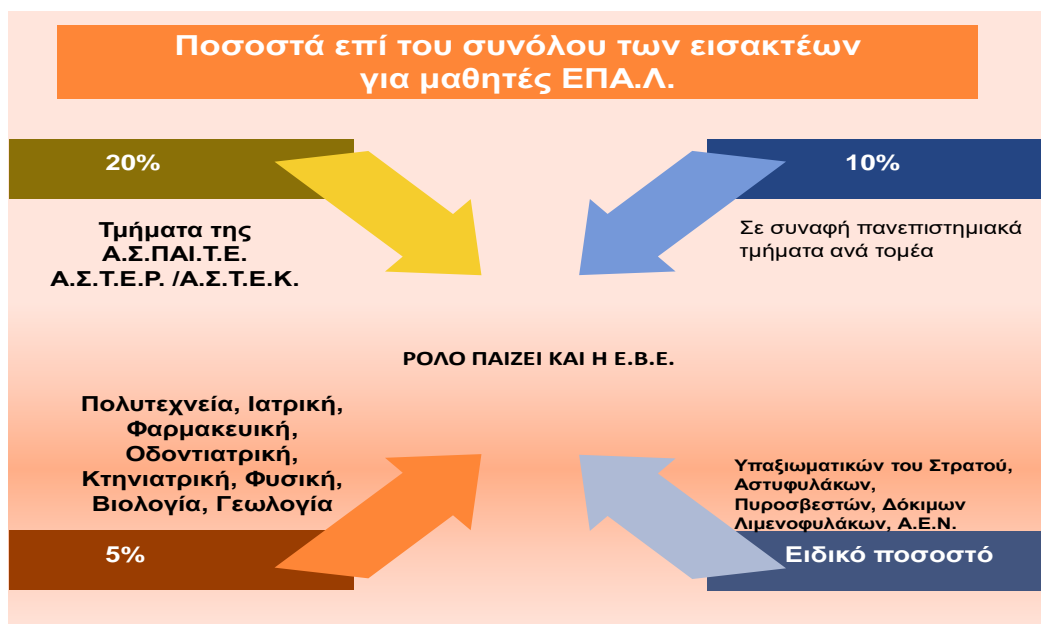 Ποσοστά επί του συνόλου των εισακτέων
για μαθητές ΕΠΑ.Λ.
20%
Τμήματα της
Α.Σ.ΠΑΙ.Τ.Ε.
Α.Σ.Τ.Ε.Ρ. /Α.Σ.Τ.Ε.Κ.
10%
Σε συναφή πανεπιστημιακά
τμήματα ανά τομέα
ΡΟΛΟ ΠΑΙΖΕΙ ΚΑΙ Η Ε.Β.Ε.
Πολυτεχνεία, Ιατρική,
Φαρμακευική,
Οδοντιατρική,
Κτηνιατρική, Φυσική,
Βιολογία, Γεωλογία
5%
Υπαξιωματικών του Στρατού,
Αστυφυλάκων,
Πυροσβεστών, Δόκιμων
Λιμενοφυλάκων, Α.Ε.Ν.
Ειδικό ποσοστό